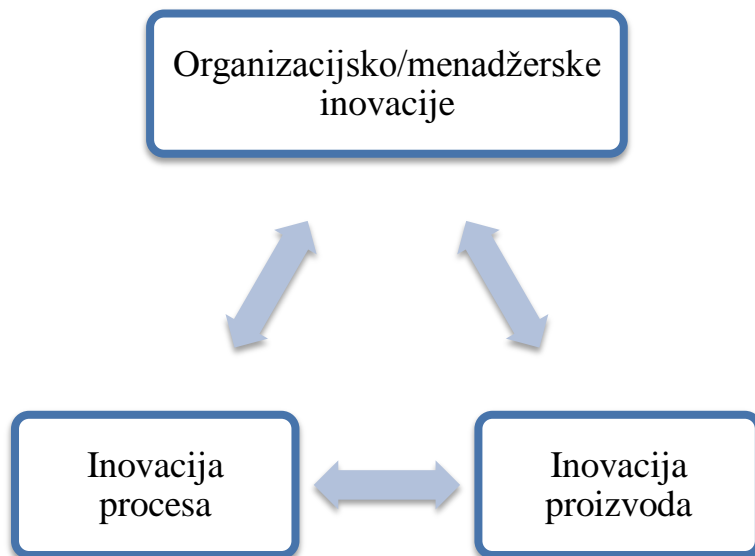 Organizacijsko/menadžerske
inovacije
Inovacija
procesa
Inovacija
proizvoda